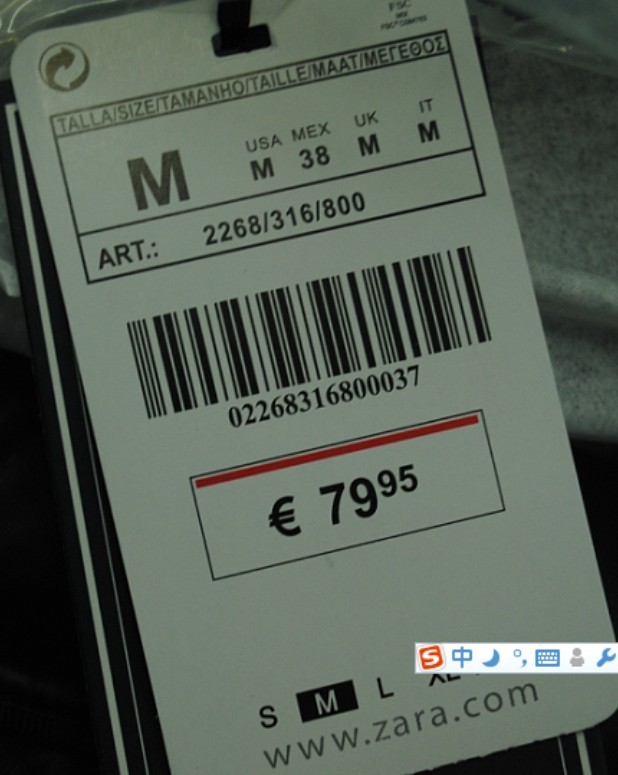 FSC
TALLA/SIZE/TAMANHO/TAILLE/MAAT/ΜΕΓΕΘΟΣ
USA MEX UK IT
M M 38 M M
ART.: 2268/316/800
02268316800037
€ 79 95
中
S M L
www.zara.com